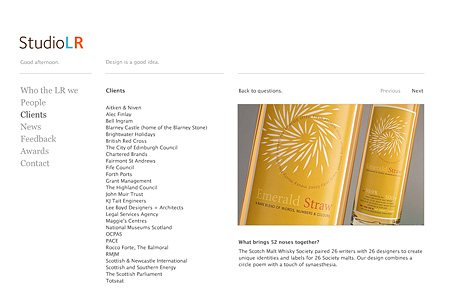 StudioLR
Good afternoon.
Design is a good idea.
Who the LR we
People
Clients
News
Feedback
Awards
Contact
Clients
Aitken & Niven
Alec Finlay
Bell Ingram
Blarney Castle (home of the Blarney Stone)
Brightwater Holidays
British Red Cross
The City of Edinburgh Council
Chartered Brands
Fairmont St Andrews
Fife Council
Forth Ports
Grant Management
The Highland Council
John Muir Trust
KJ Tait Engineers
Lee Boyd Designers + Architects
Legal Services Agency
Maggie's Centres
National Museums Scotland
OCPAS
PACE
Rocco Forte, The Balmoral
RMJM
Scottish & Newcastle International
Scottish and Southern Energy
The Scottish Parliament
Totseat
Back to questions.
Previous
Next
Emerald Straw
RARE BLEND OF WORDS, NUMBERS & COLOURS
What brings 52 noses together?
The Scotch Malt Whisky Society paired 26 writers with 26 designers to create
unique identities and labels for 26 Society malts. Our design combines a
circle poem with a touch of synaesthesia.